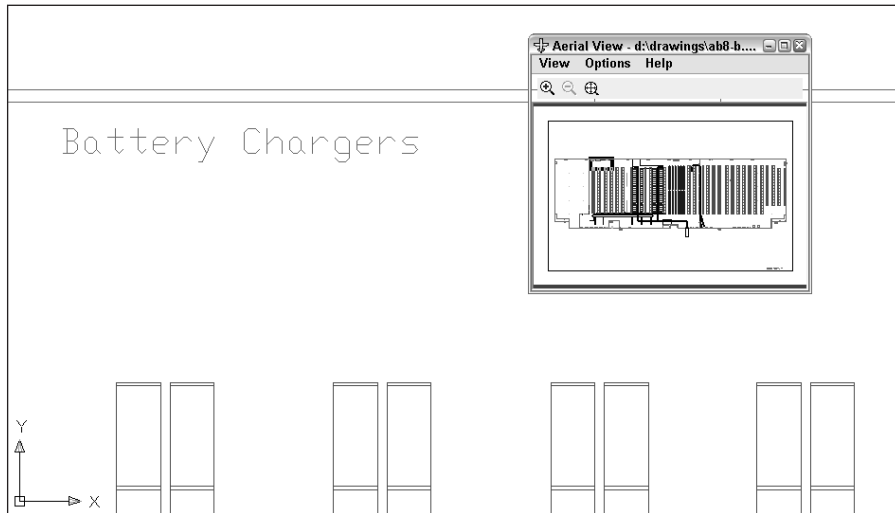 Aerial View - d:\drawings\ab8-b....
View Options Help
Battery Chargers
Y
X